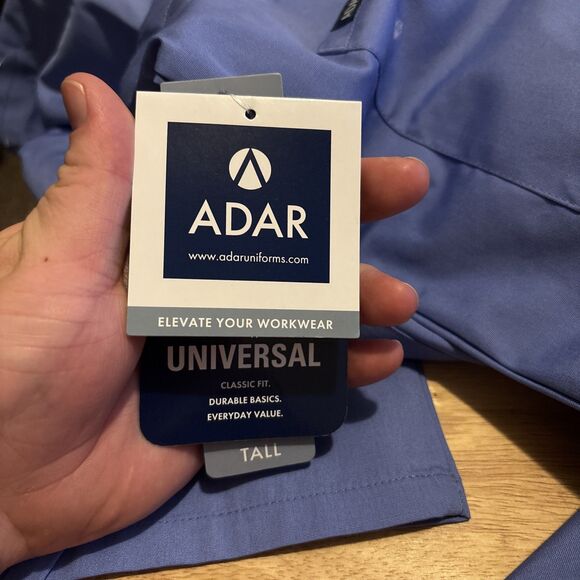 ADAR
www.adaruniforms.com
ELEVATE YOUR WORKWEAR
UNIVERSAL
CLASSIC FIT.
DURABLE BASICS.
EVERYDAY VALUE.
TALL